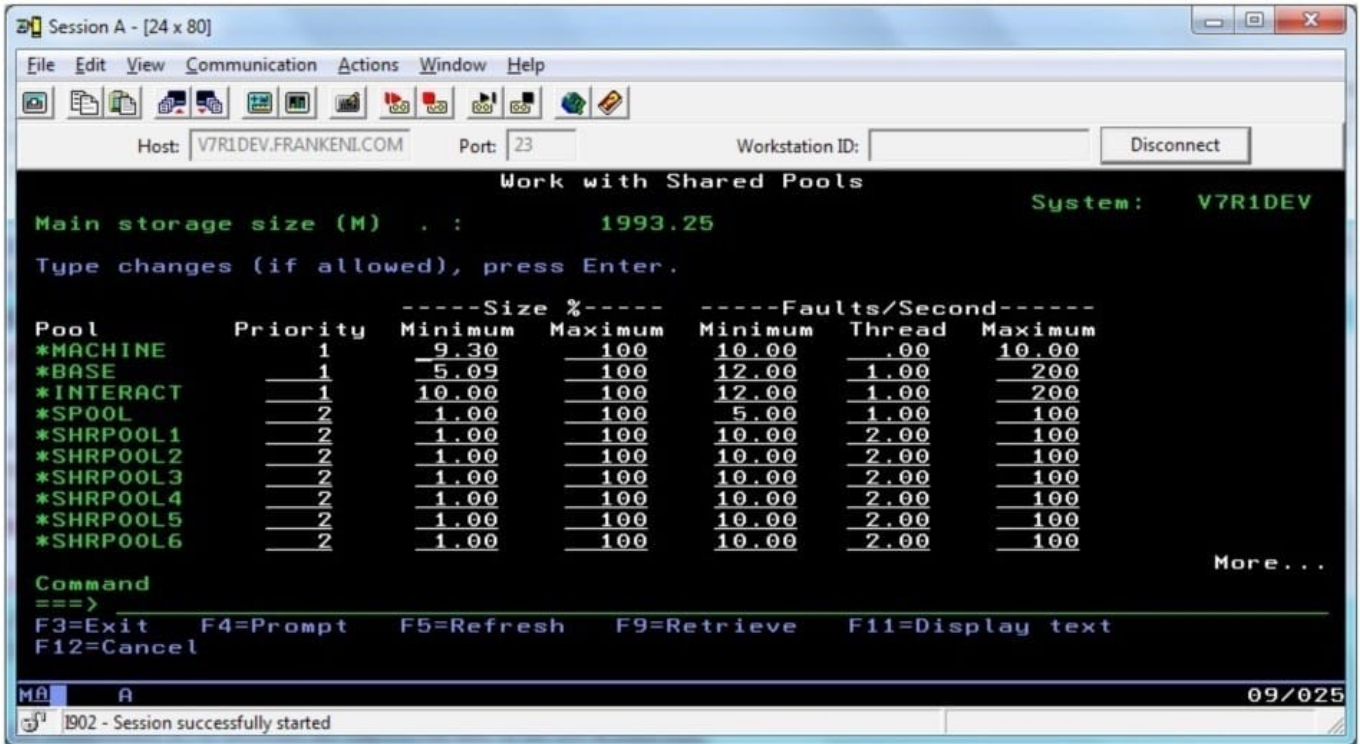 Session A - [24 x 80]
File Edit View Communication Actions Window Help
Host: V7R1DEV.FRANKENI.COM Port: 23 Workstation ID: Disconnect
Work with Shared Pools
System: V7R1DEV
Main storage size (M) . : 1993.25
Type changes (if allowed), press Enter.
-----Size %----- -----Faults/Second------
Pool Priority Minimum Maximum Minimum Thread Maximum
*MACHINE 1 9.30 100 10.00 .00 10.00
*BASE 1 5.09 100 12.00 1.00 200
*INTERACT 1 10.00 100 12.00 1.00 200
*SPOOL 2 1.00 100 5.00 1.00 100
*SHRPOOL1 2 1.00 100 10.00 2.00 100
*SHRPOOL2 2 1.00 100 10.00 2.00 100
*SHRPOOL3 2 1.00 100 10.00 2.00 100
*SHRPOOL4 2 1.00 100 10.00 2.00 100
*SHRPOOL5 2 1.00 100 10.00 2.00 100
*SHRPOOL6 2 1.00 100 10.00 2.00 100
More...
Command
===>
F3=Exit F4=Prompt F5=Refresh F9=Retrieve F11=Display text
F12=Cancel
MA A 09/025
I902 - Session successfully started